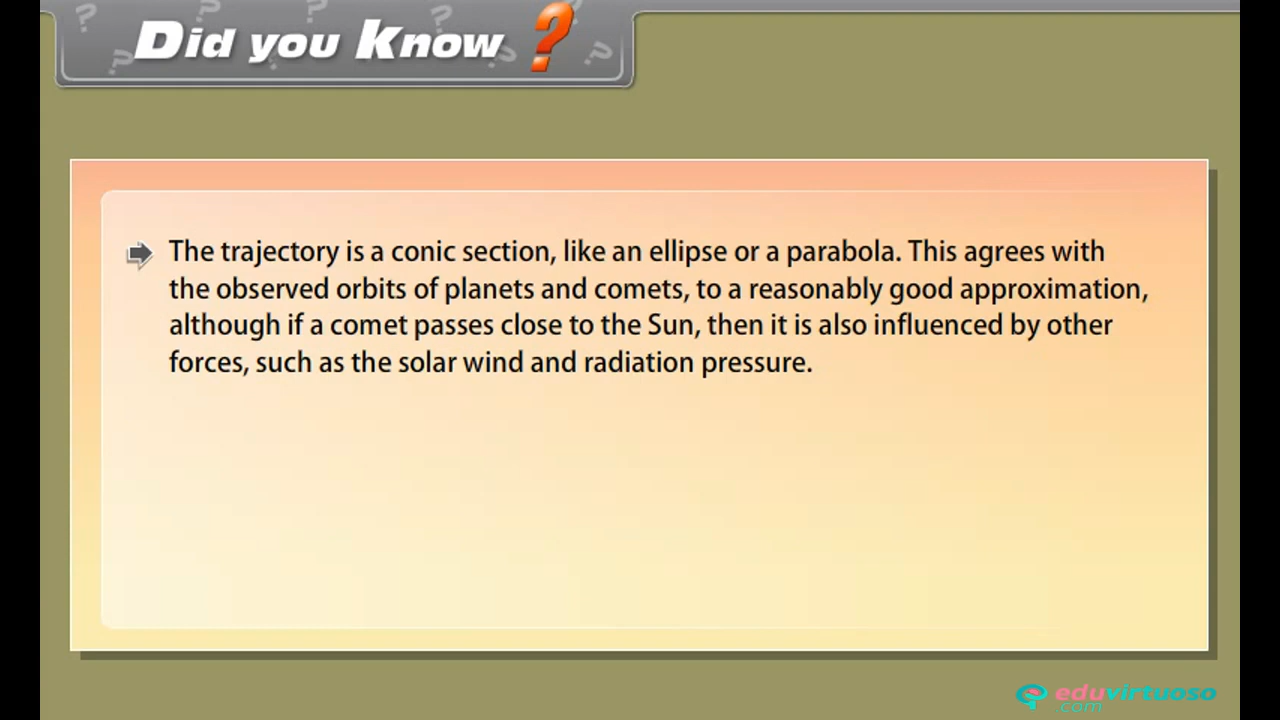 Did you Know ?
The trajectory is a conic section, like an ellipse or a parabola. This agrees with
the observed orbits of planets and comets, to a reasonably good approximation,
although if a comet passes close to the Sun, then it is also influenced by other
forces, such as the solar wind and radiation pressure.
eduvirtuoso
.com